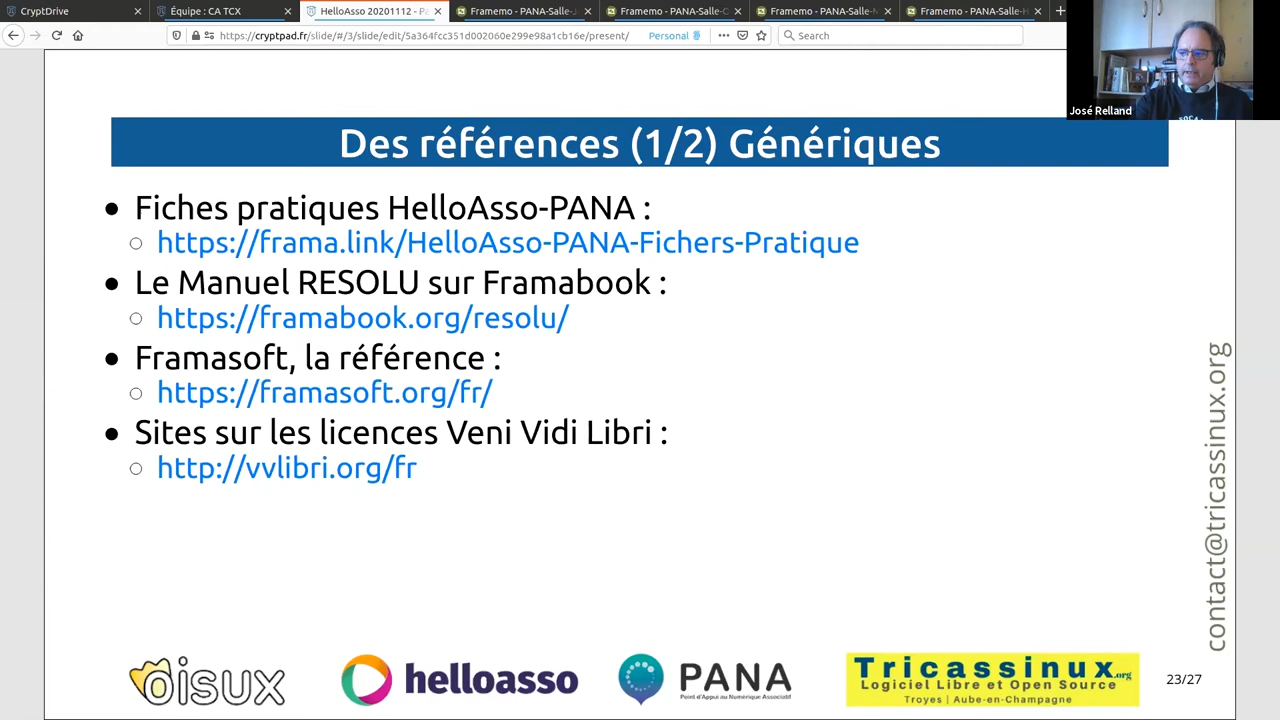 CryptDrive
Équipe : CA TCX
HelloAsso 20201112 - P
Framemo - PANA-Salle-
Framemo - PANA-Salle-
Framemo - PANA-Salle-
Framemo - PANA-Salle-
https://cryptpad.fr/slide/#/3/slide/edit/5a364fcc351d002060e299e98a1cb16e/present/
Personal
Search
José Relland
Des références (1/2) Génériques
Fiches pratiques HelloAsso-PANA :
https://frama.link/HelloAsso-PANA-Fichers-Pratique
Le Manuel RESOLU sur Framabook :
https://framabook.org/resolu/
Framasoft, la référence :
https://framasoft.org/fr/
Sites sur les licences Veni Vidi Libri :
http://vvlibri.org/fr
contact@tricassinux.org
oisux
helloasso
PANA
Point d'Appui au Numérique Associatif
Tricassinux.org
Logiciel Libre et Open Source
Troyes | Aube-en-Champagne
23/27